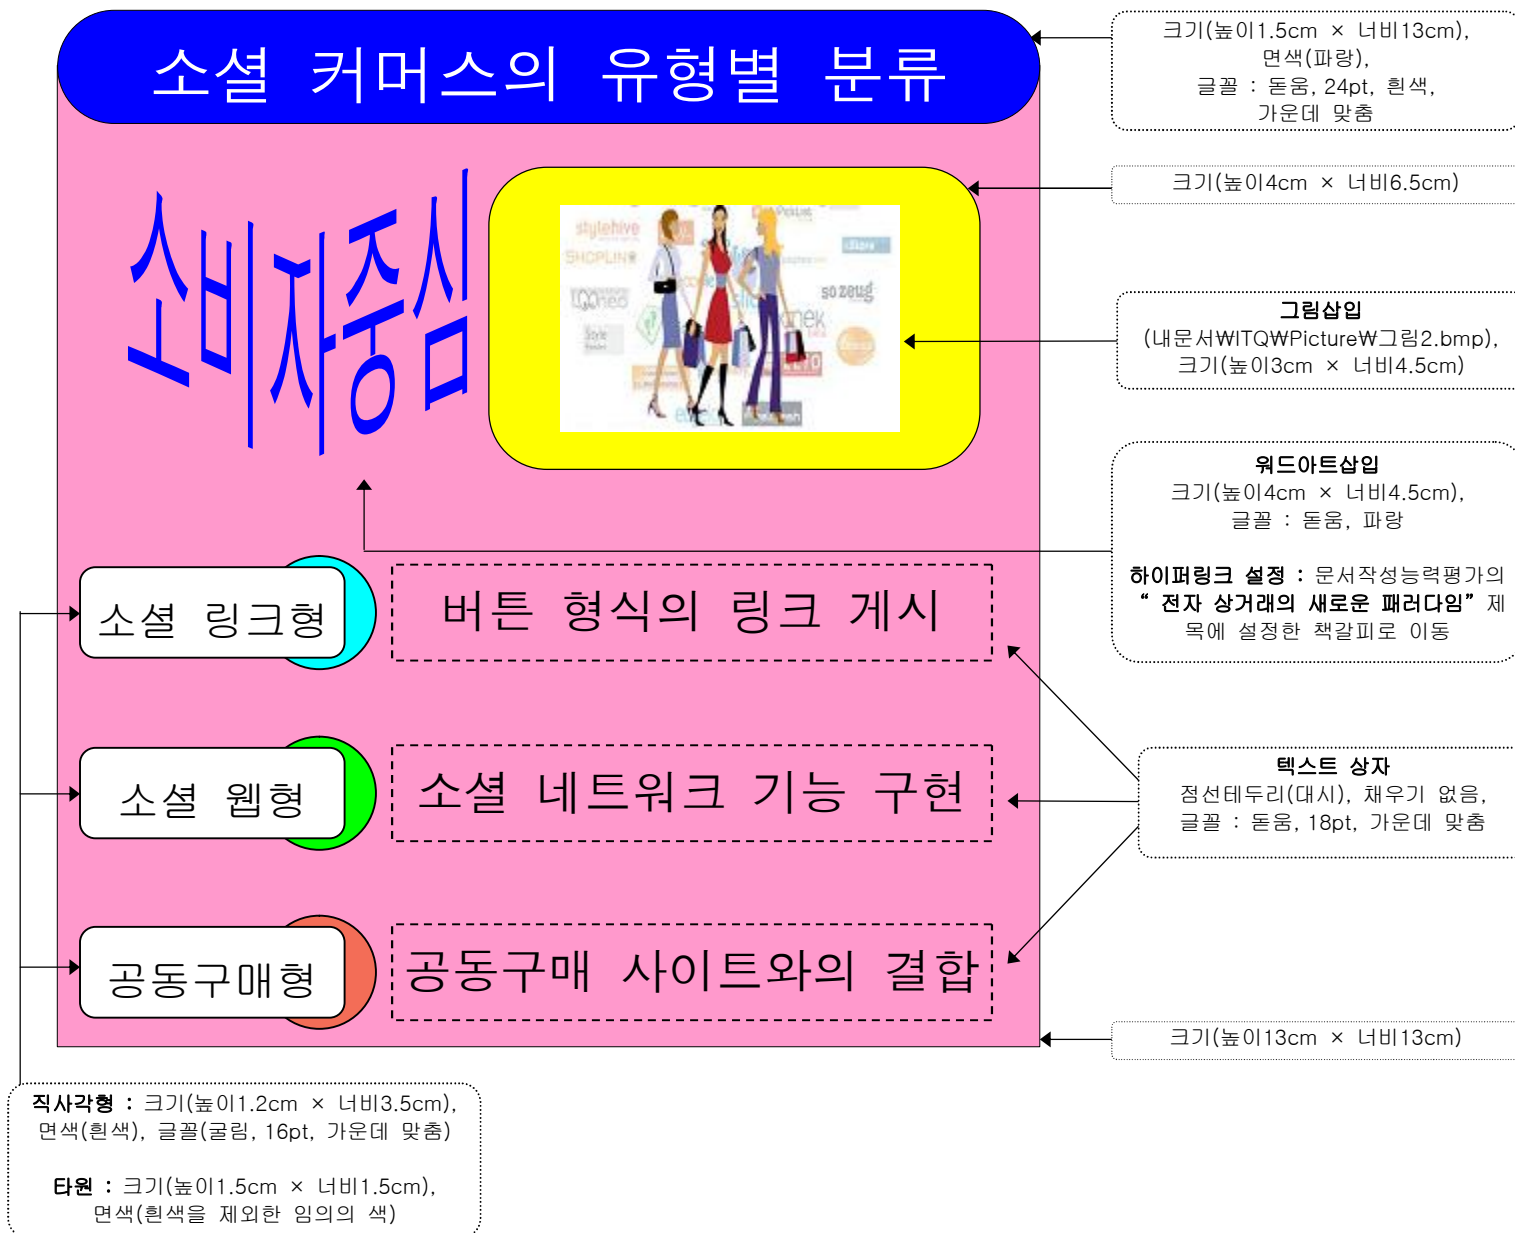 소셜 커머스의 유형별 분류
크기(높이1.5cm × 너비13cm),
면색(파랑),
글꼴 : 돋움, 24pt, 흰색,
가운데 맞춤
크기(높이4cm × 너비6.5cm)
소비자중심
stylehive
SHOPLIN
so zeug
Style
그림삽입
(내문서₩ITQ₩Picture₩그림2.bmp),
크기(높이3cm × 너비4.5cm)
워드아트삽입
크기(높이4cm × 너비4.5cm),
글꼴 : 돋움, 파랑
하이퍼링크 설정 : 문서작성능력평가의
“ 전자 상거래의 새로운 패러다임” 제
목에 설정한 책갈피로 이동
소셜 링크형
버튼 형식의 링크 게시
소셜 웹형
소셜 네트워크 기능 구현
텍스트 상자
점선테두리(대시), 채우기 없음,
글꼴 : 돋움, 18pt, 가운데 맞춤
공동구매형
공동구매 사이트와의 결합
크기(높이13cm × 너비13cm)
직사각형 : 크기(높이1.2cm × 너비3.5cm),
면색(흰색), 글꼴(굴림, 16pt, 가운데 맞춤)
타원 : 크기(높이1.5cm × 너비1.5cm),
면색(흰색을 제외한 임의의 색)